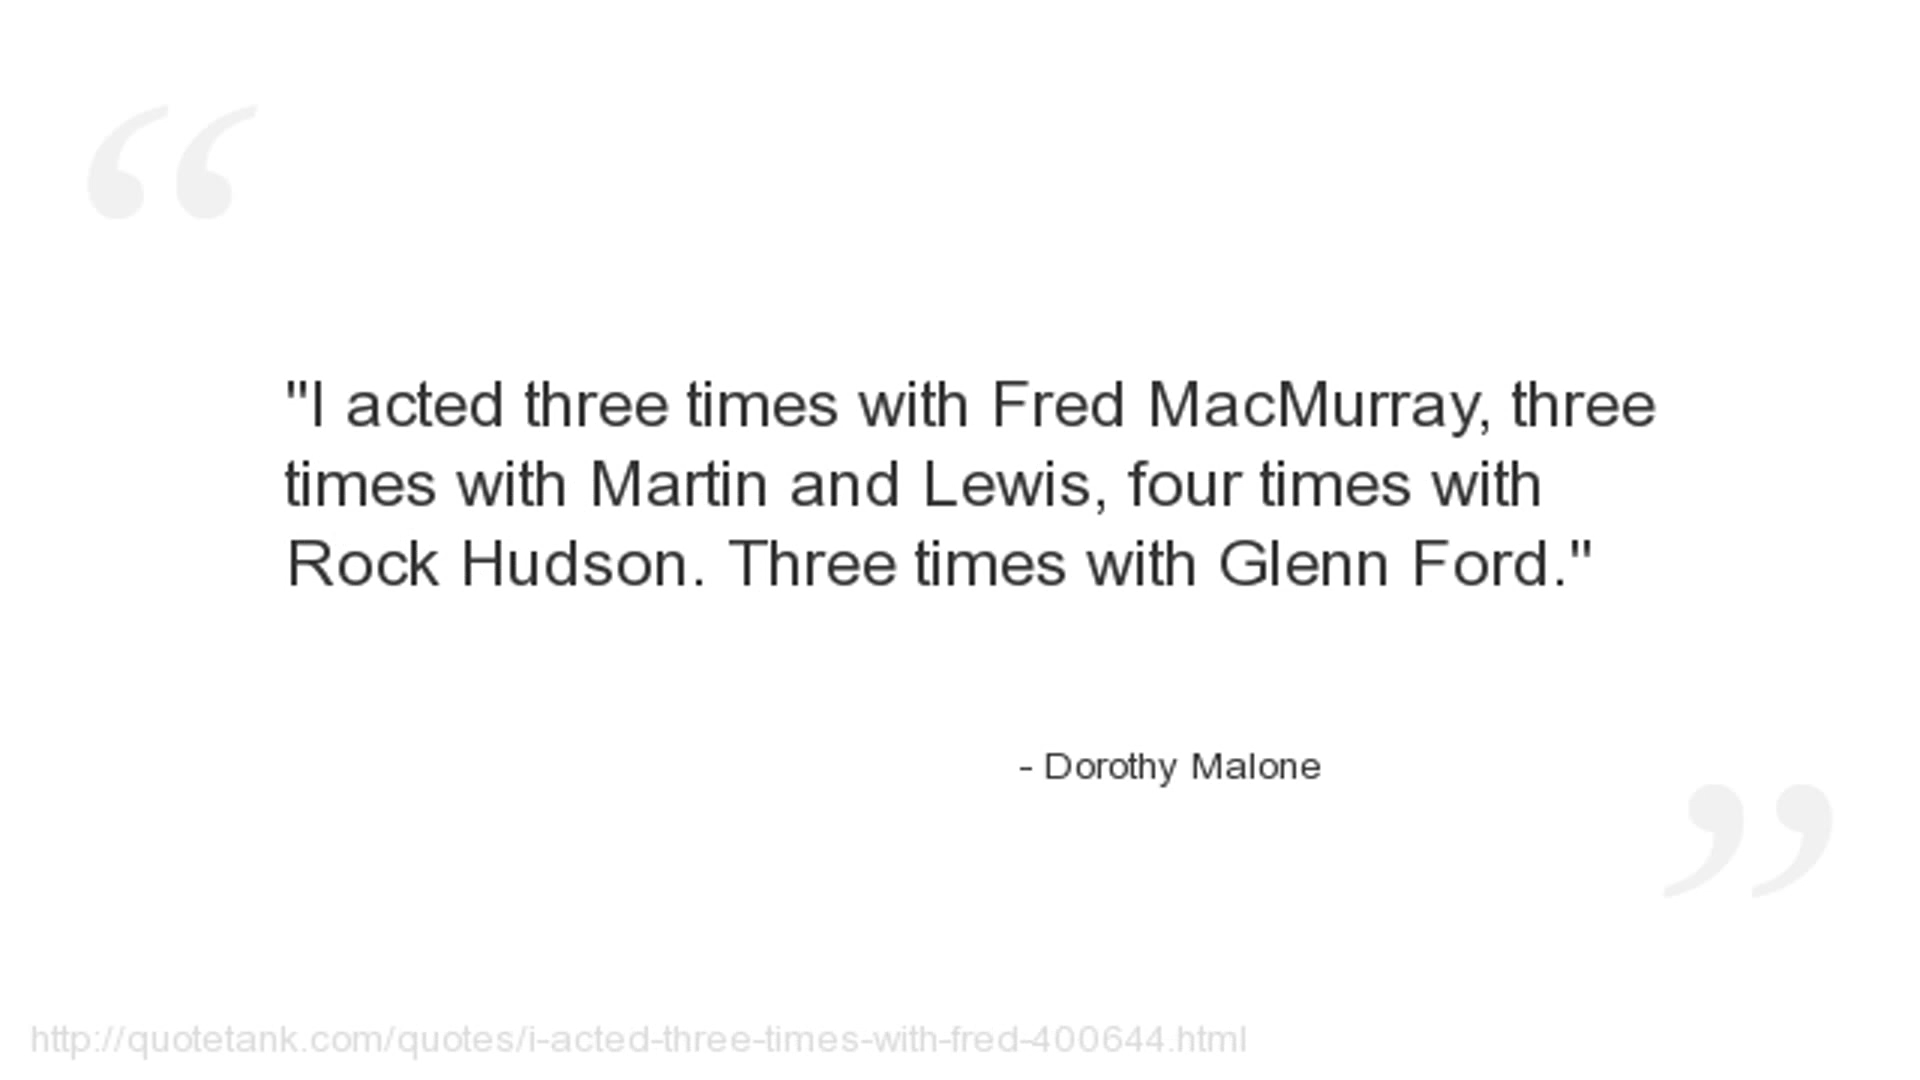 "I acted three times with Fred MacMurray, three
times with Martin and Lewis, four times with
Rock Hudson. Three times with Glenn Ford."
- Dorothy Malone
http://quotetank.com/quotes/i-acted-three-times-with-fred-400644.html